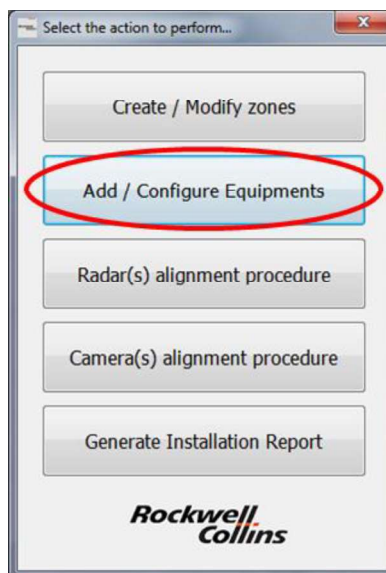 Select the action to perform...
Create / Modify zones
Add / Configure Equipments
Radar(s) alignment procedure
Camera(s) alignment procedure
Generate Installation Report
Rockwell
Collins